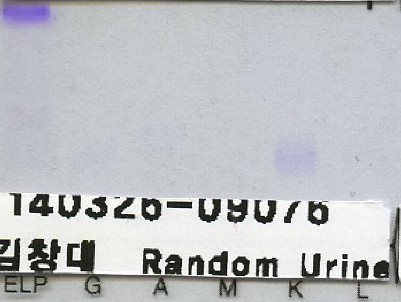 140326-09076
김창대 Random Urine
ELP G A M K L